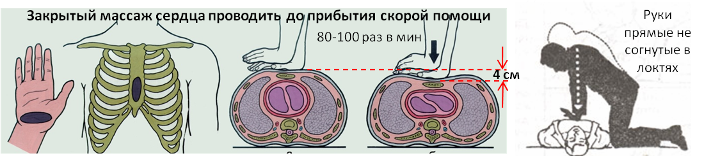 Закрытый массаж сердца проводить до прибытия скорой помощи
80-100 раз в мин
4 см
Руки
прямые не
согнутые в
локтях